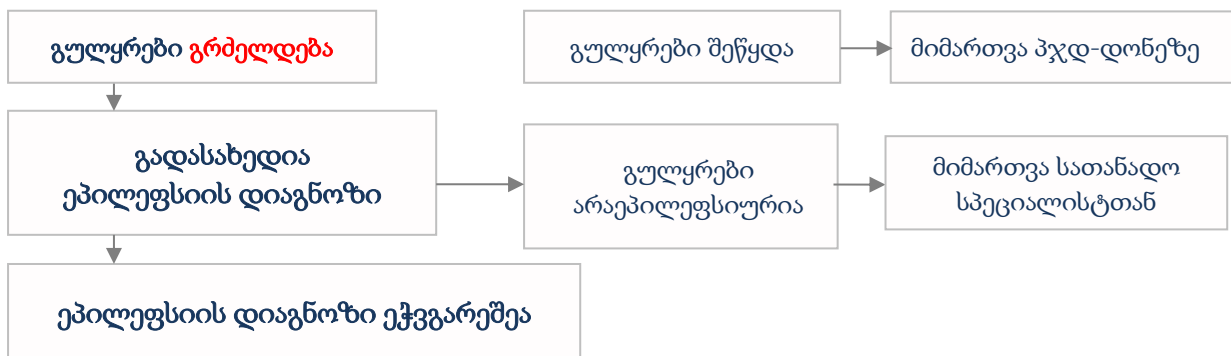 გულყრები გრძელდება
გულყრები შეწყდა
მიმართვა პჯდ-დონეზე
გადასახედია
ეპილეფსიის დიაგნოზი
გულყრები
არაეპილეფსიურია
მიმართვა სათანადო
სპეციალისტთან
ეპილეფსიის დიაგნოზი ეჭვგარეშეა